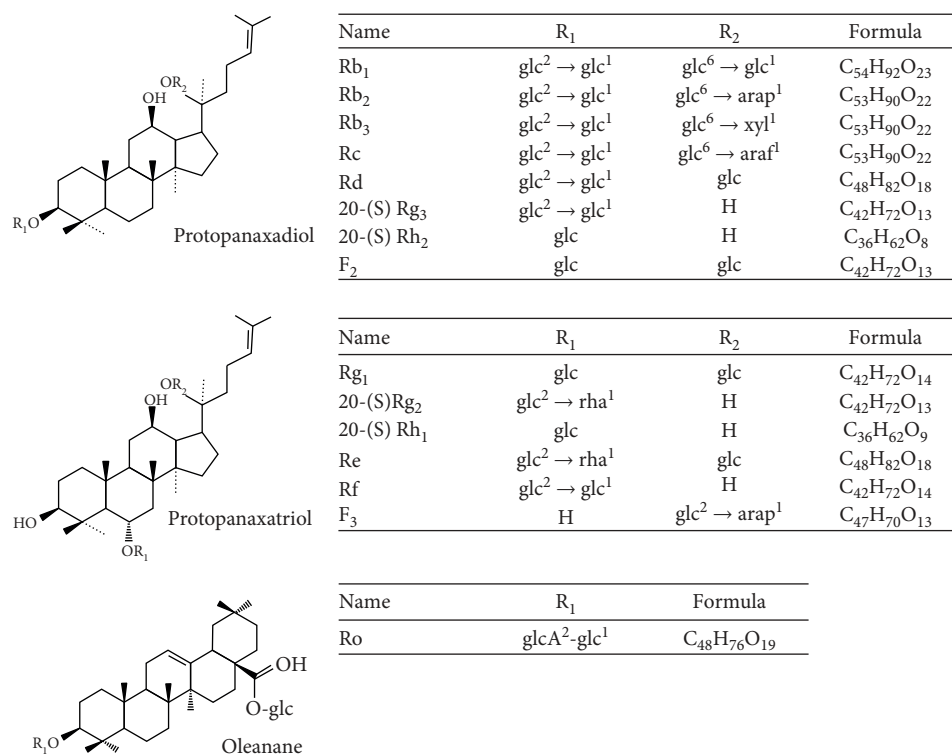 OR₂
OH
R₁O
Protopanaxadiol
Name R₁ R₂ Formula
Rb₁ glc² → glc¹ glc⁶ → glc¹ C₅₄H₉₂O₂₃
Rb₂ glc² → glc¹ glc⁶ → arap¹ C₅₃H₉₀O₂₂
Rb₃ glc² → glc¹ glc⁶ → xyl¹ C₅₃H₉₀O₂₂
Rc glc² → glc¹ glc⁶ → araf¹ C₅₃H₉₀O₂₂
Rd glc² → glc¹ glc C₄₈H₈₂O₁₈
20-(S) Rg₃ glc² → glc¹ H C₄₂H₇₂O₁₃
20-(S) Rh₂ glc H C₃₆H₆₂O₈
F₂ glc glc C₄₂H₇₂O₁₃
OR₂
OH
HO
OR₁
Protopanaxatriol
Name R₁ R₂ Formula
Rg₁ glc glc C₄₂H₇₂O₁₄
20-(S)Rg₂ glc² → rha¹ H C₄₂H₇₂O₁₃
20-(S) Rh₁ glc H C₃₆H₆₂O₉
Re glc² → rha¹ glc C₄₈H₈₂O₁₈
Rf glc² → glc¹ H C₄₂H₇₂O₁₄
F₃ H glc² → arap¹ C₄₇H₇₀O₁₃
OH
O-glc
R₁O
Oleanane
Name R₁ Formula
Ro glcA²-glc¹ C₄₈H₇₆O₁₉